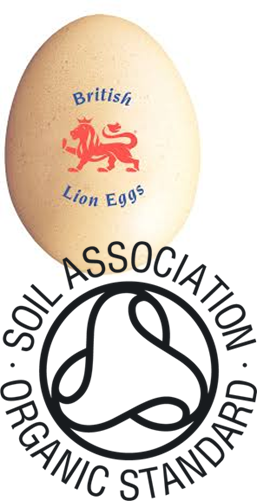 British
Lion Eggs
· SOIL ASSOCIATION ·
ORGANIC STANDARD